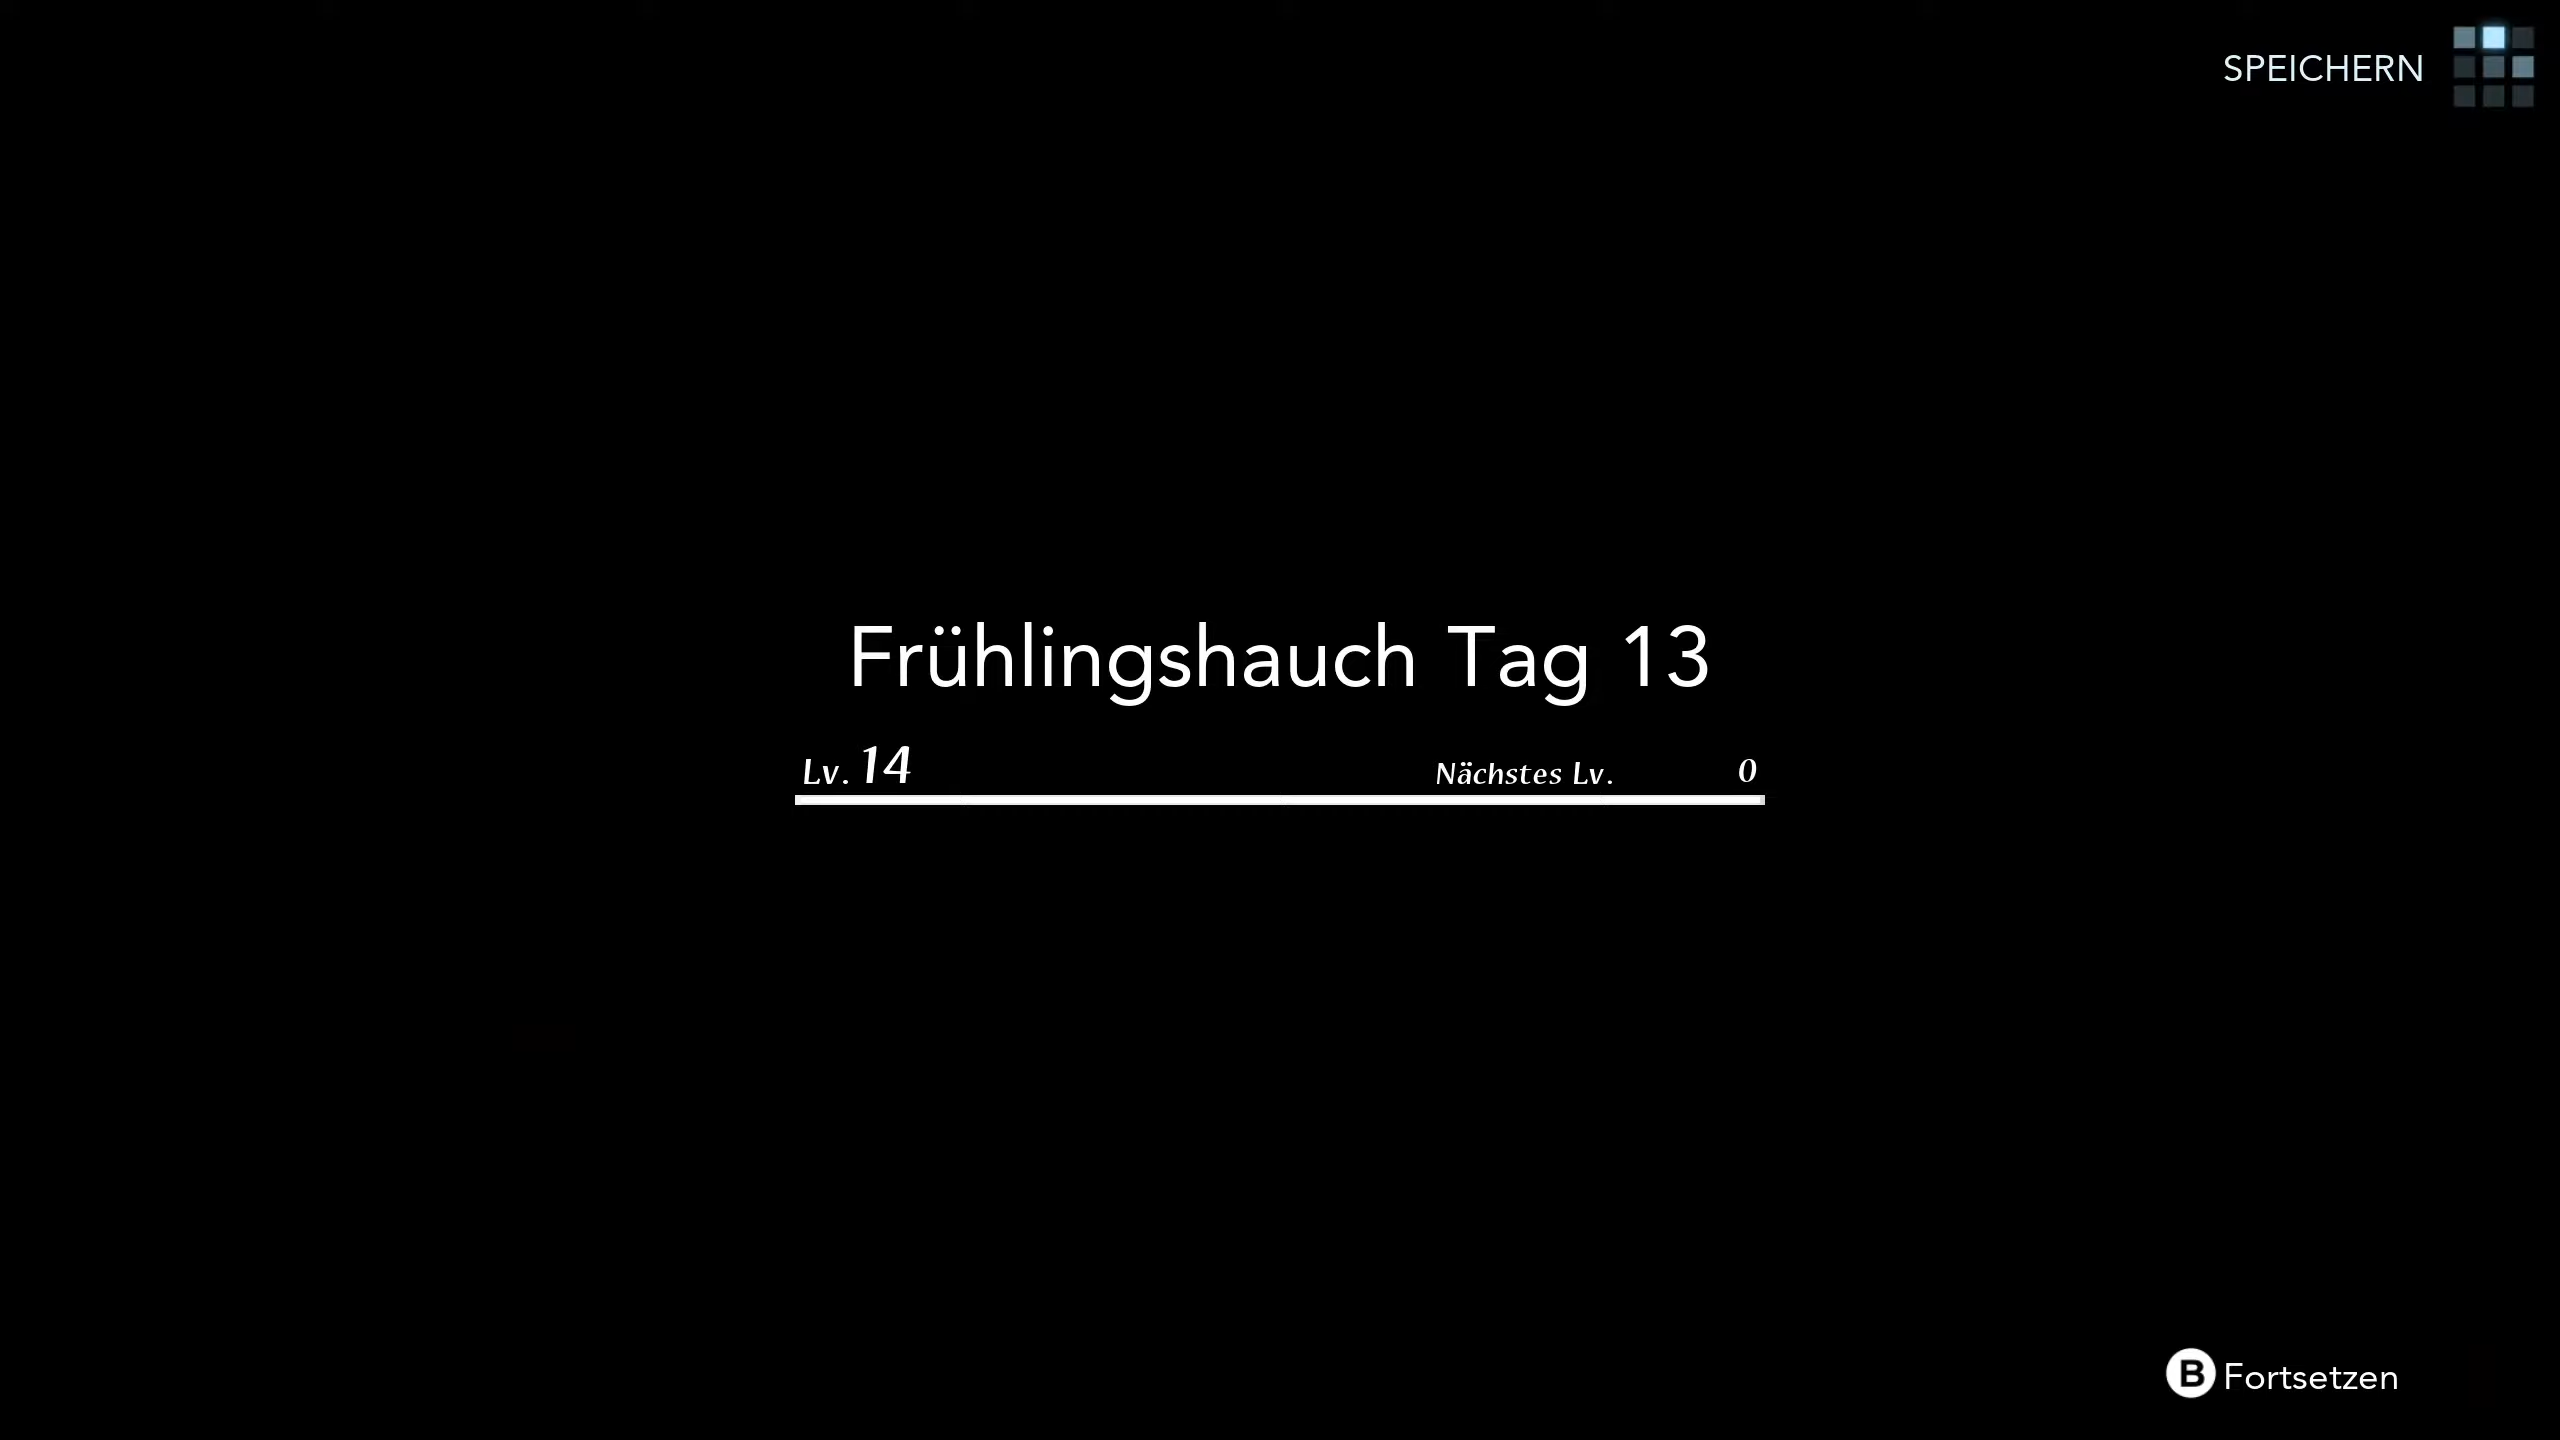 SPEICHERN
Frühlingshauch Tag 13
Lv. 14 Nächstes Lv. 0
B Fortsetzen